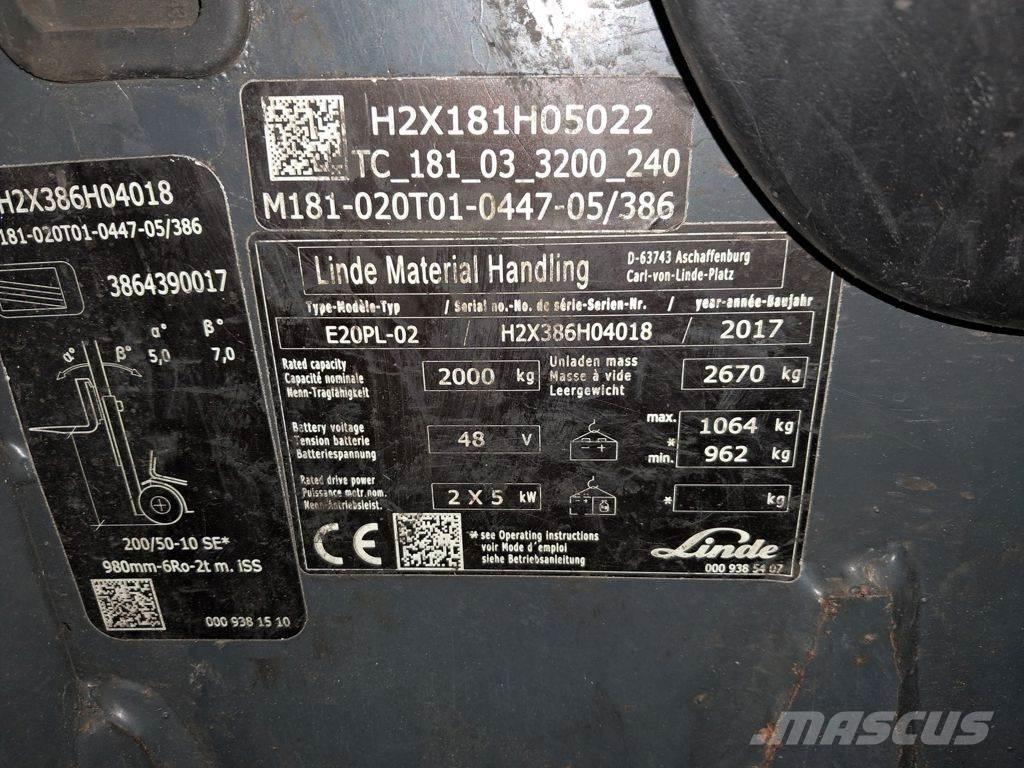 H2X181H05022
TC_181_03_3200_240
M181-020T01-0447-05/386
H2X386H04018
181-020T01-0447-05/386
3864390017
α° β°
α° β° 5,0 7,0
200/50-10 SE*
980mm-6Ro-2t m. iSS
000 938 15 10
Linde Material Handling
D-63743 Aschaffenburg
Carl-von-Linde-Platz
Type-Modèle-Typ / Serial no.-No. de série-Serien-Nr. / year-année-Baujahr
E20PL-02 / H2X386H04018 / 2017
Rated capacity
Capacité nominale
Nenn-Tragfähigkeit
2000 kg
Unladen mass
Masse à vide
Leergewicht
2670 kg
Battery voltage
Tension batterie
Batteriespannung
48 V
max. 1064 kg
*
min. 962 kg
Rated drive power
Puissance motr.nom.
Nenn-Antriebsleist.
2 X 5 kW
* kg
CE
* see Operating instructions
voir Mode d'emploi
siehe Betriebsanleitung
Linde
000 938 54 07
MASCUS